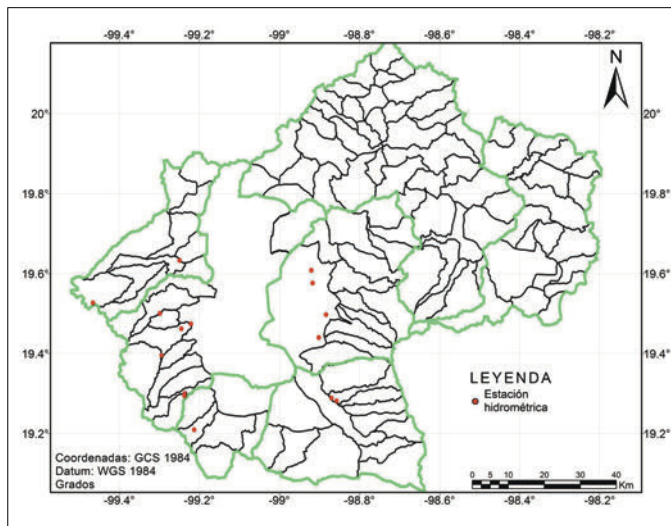 -99.4° -99.2° -99° -98.8° -98.6° -98.4° -98.2°
N
20° 20°
19.8° 19.8°
19.6° 19.6°
19.4° 19.4°
LEYENDA
Estación
hidrométrica
19.2° 19.2°
Coordenadas: GCS 1984
Datum: WGS 1984
Grados
0 5 10 20 30 40
Km
-99.4° -99.2° -99° -98.8° -98.6° -98.4° -98.2°